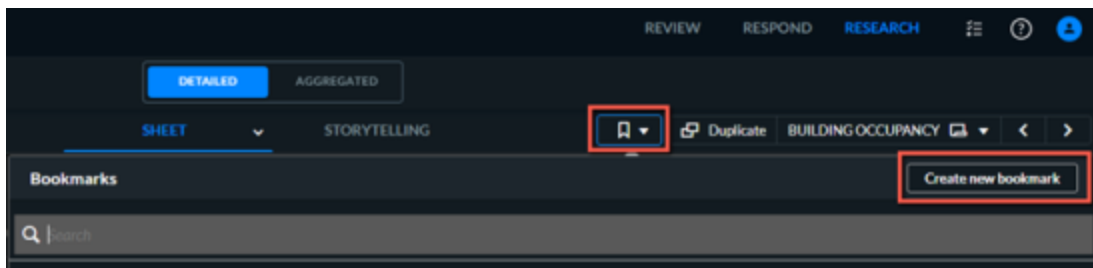 REVIEW RESPOND RESEARCH
DETAILED AGGREGATED
SHEET STORYTELLING Duplicate BUILDING OCCUPANCY
Bookmarks Create new bookmark
Search